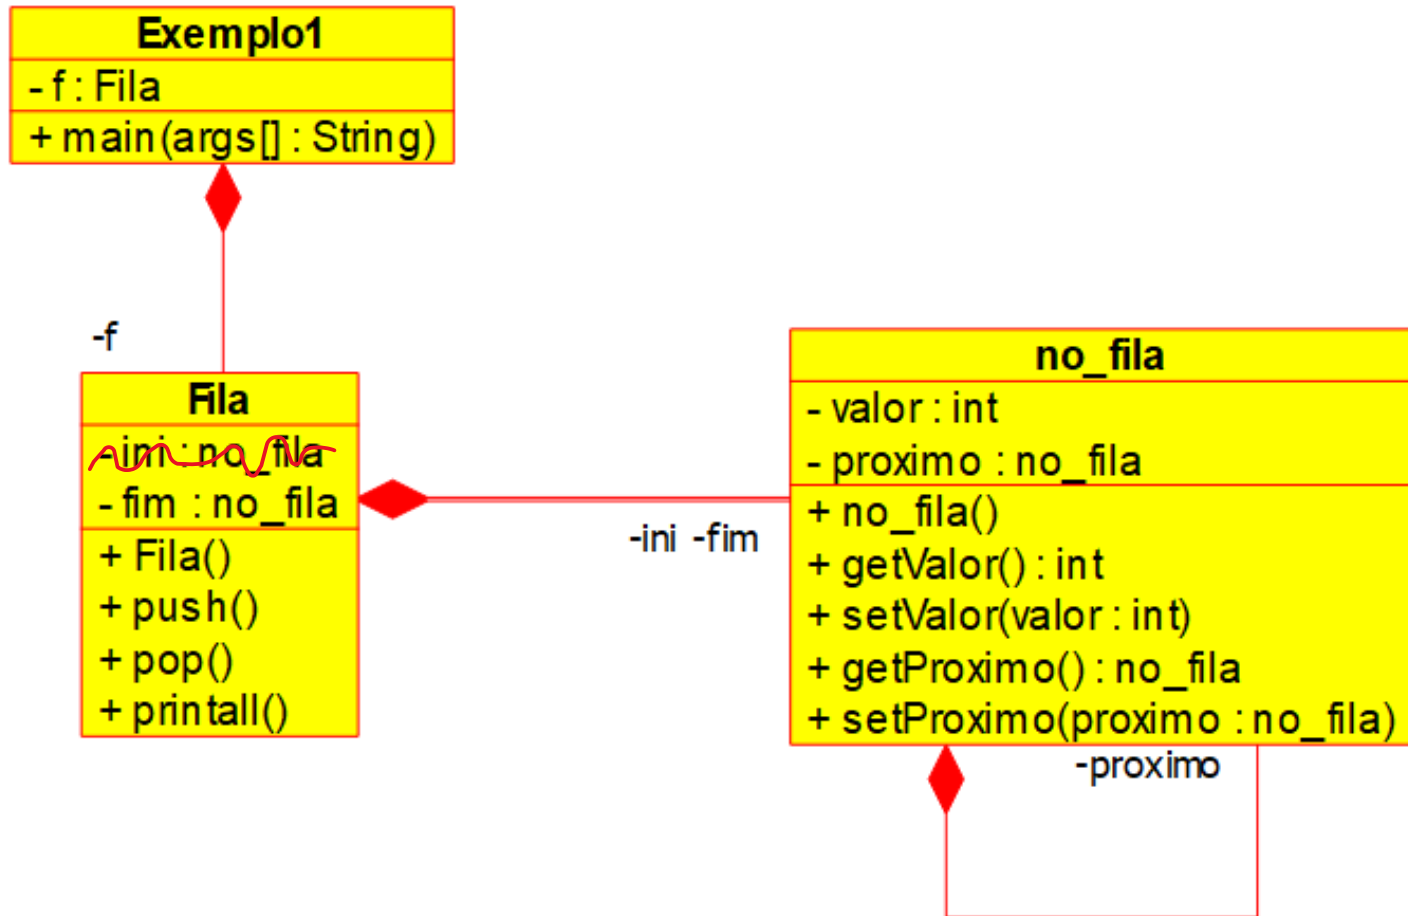 Exemplo1
- f : Fila
+ main(args[] : String)
-f
Fila
- ini : no_fila
- fim : no_fila
+ Fila()
+ push()
+ pop()
+ printall()
-ini -fim
no_fila
- valor : int
- proximo : no_fila
+ no_fila()
+ getValor() : int
+ setValor(valor : int)
+ getProximo() : no_fila
+ setProximo(proximo : no_fila)
-proximo